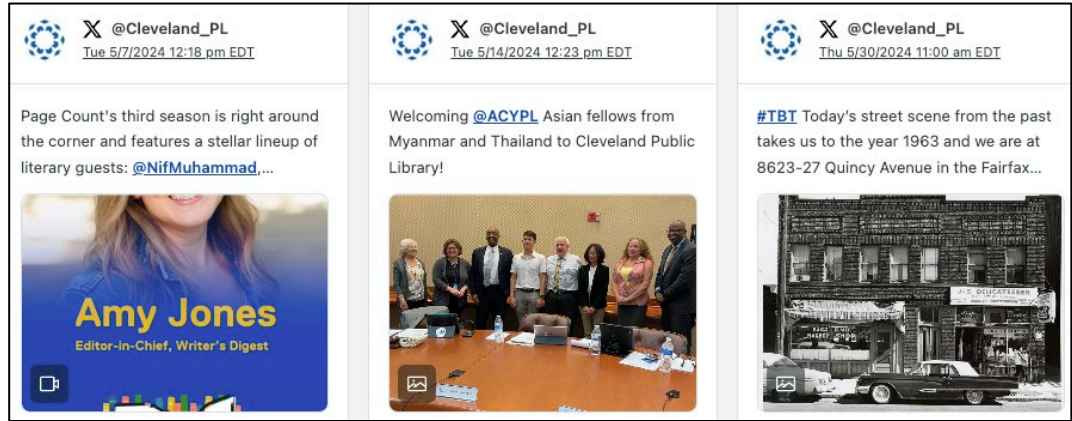 @Cleveland_PL
Tue 5/7/2024 12:18 pm EDT
Page Count's third season is right around
the corner and features a stellar lineup of
literary guests: @NifMuhammad,...
Amy Jones
Editor-in-Chief, Writer's Digest
@Cleveland_PL
Tue 5/14/2024 12:23 pm EDT
Welcoming @ACYPL Asian fellows from
Myanmar and Thailand to Cleveland Public
Library!
@Cleveland_PL
Thu 5/30/2024 11:00 am EDT
#TBT Today's street scene from the past
takes us to the year 1963 and we are at
8623-27 Quincy Avenue in the Fairfax...
J&S DELICATESSEN